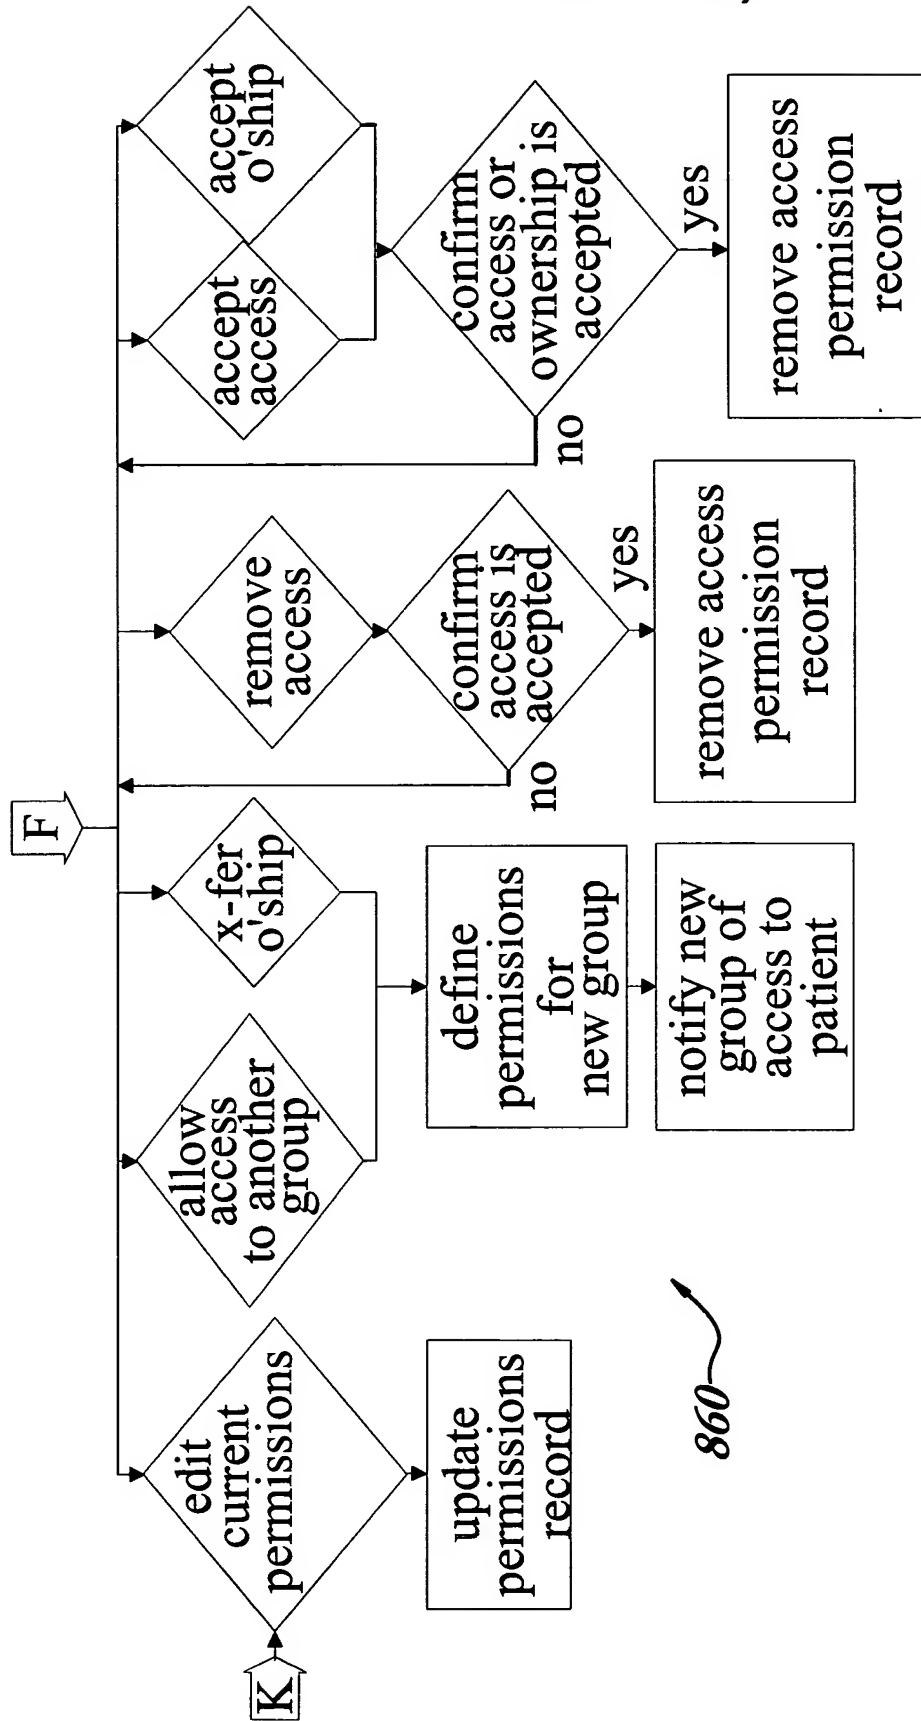 F
K
edit
current
permissions
update
permissions
record
allow
access
to another
group
x-fer
o'ship
define
permissions
for
new group
notify new
group of
access to
patient
remove
access
confirm
access is
accepted
no
yes
remove access
permission
record
accept
access
accept
o'ship
confirm
access or
ownership is
accepted
no
yes
remove access
permission
record
860